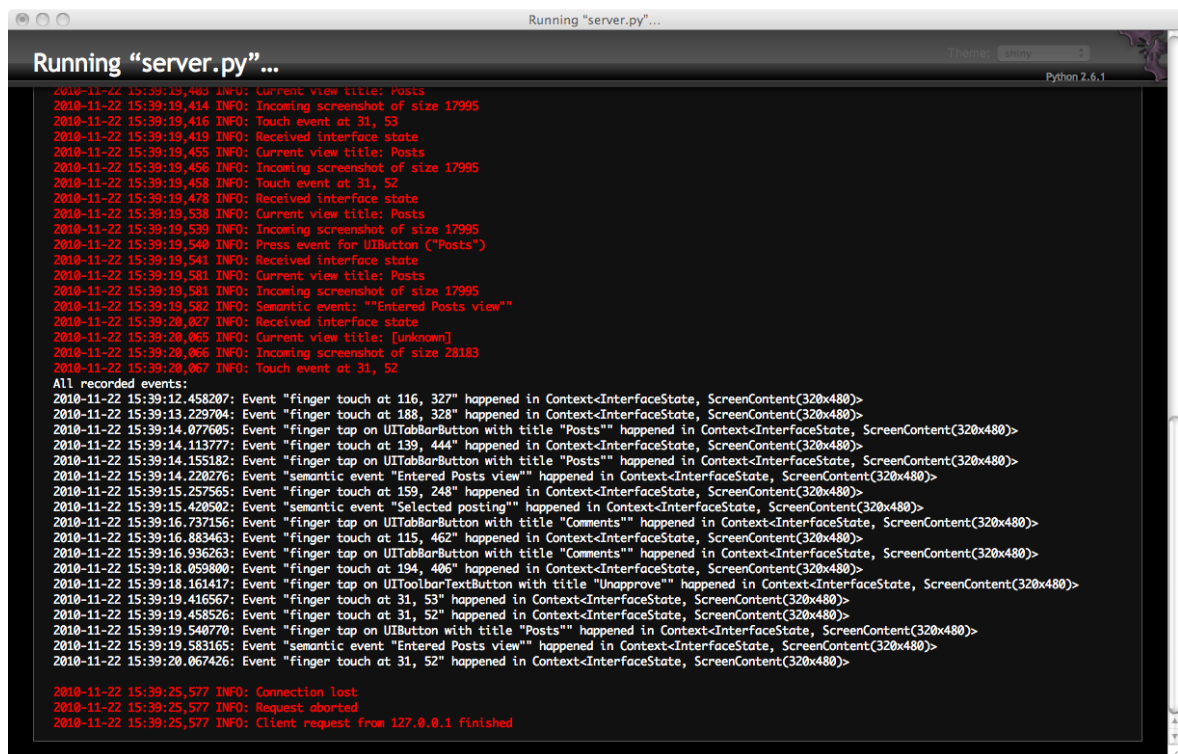 Running “server.py”...
Running “server.py”...
Theme: shiny
Python 2.6.1
2010-11-22 15:39:19,403 INFO: Current view title: Posts
2010-11-22 15:39:19,414 INFO: Incoming screenshot of size 17995
2010-11-22 15:39:19,416 INFO: Touch event at 31, 53
2010-11-22 15:39:19,419 INFO: Received interface state
2010-11-22 15:39:19,455 INFO: Current view title: Posts
2010-11-22 15:39:19,456 INFO: Incoming screenshot of size 17995
2010-11-22 15:39:19,458 INFO: Touch event at 31, 52
2010-11-22 15:39:19,478 INFO: Received interface state
2010-11-22 15:39:19,538 INFO: Current view title: Posts
2010-11-22 15:39:19,539 INFO: Incoming screenshot of size 17995
2010-11-22 15:39:19,540 INFO: Press event for UIButton ("Posts")
2010-11-22 15:39:19,541 INFO: Received interface state
2010-11-22 15:39:19,581 INFO: Current view title: Posts
2010-11-22 15:39:19,581 INFO: Incoming screenshot of size 17995
2010-11-22 15:39:19,582 INFO: Semantic event: ""Entered Posts view""
2010-11-22 15:39:20,027 INFO: Received interface state
2010-11-22 15:39:20,065 INFO: Current view title: [unknown]
2010-11-22 15:39:20,066 INFO: Incoming screenshot of size 28183
2010-11-22 15:39:20,067 INFO: Touch event at 31, 52
All recorded events:
2010-11-22 15:39:12.458207: Event "finger touch at 116, 327" happened in Context<InterfaceState, ScreenContent(320x480)>
2010-11-22 15:39:13.229704: Event "finger touch at 188, 328" happened in Context<InterfaceState, ScreenContent(320x480)>
2010-11-22 15:39:14.077605: Event "finger tap on UITabBarButton with title "Posts"" happened in Context<InterfaceState, ScreenContent(320x480)>
2010-11-22 15:39:14.113777: Event "finger touch at 139, 444" happened in Context<InterfaceState, ScreenContent(320x480)>
2010-11-22 15:39:14.155182: Event "finger tap on UITabBarButton with title "Posts"" happened in Context<InterfaceState, ScreenContent(320x480)>
2010-11-22 15:39:14.220276: Event "semantic event "Entered Posts view"" happened in Context<InterfaceState, ScreenContent(320x480)>
2010-11-22 15:39:15.257565: Event "finger touch at 159, 248" happened in Context<InterfaceState, ScreenContent(320x480)>
2010-11-22 15:39:15.420502: Event "semantic event "Selected posting"" happened in Context<InterfaceState, ScreenContent(320x480)>
2010-11-22 15:39:16.737156: Event "finger tap on UITabBarButton with title "Comments"" happened in Context<InterfaceState, ScreenContent(320x480)>
2010-11-22 15:39:16.883463: Event "finger touch at 115, 462" happened in Context<InterfaceState, ScreenContent(320x480)>
2010-11-22 15:39:16.936263: Event "finger tap on UITabBarButton with title "Comments"" happened in Context<InterfaceState, ScreenContent(320x480)>
2010-11-22 15:39:18.059800: Event "finger touch at 194, 406" happened in Context<InterfaceState, ScreenContent(320x480)>
2010-11-22 15:39:18.161417: Event "finger tap on UIToolbarTextButton with title "Unapprove"" happened in Context<InterfaceState, ScreenContent(320x480)>
2010-11-22 15:39:19.416567: Event "finger touch at 31, 53" happened in Context<InterfaceState, ScreenContent(320x480)>
2010-11-22 15:39:19.458526: Event "finger touch at 31, 52" happened in Context<InterfaceState, ScreenContent(320x480)>
2010-11-22 15:39:19.540770: Event "finger tap on UIButton with title "Posts"" happened in Context<InterfaceState, ScreenContent(320x480)>
2010-11-22 15:39:19.583165: Event "semantic event "Entered Posts view"" happened in Context<InterfaceState, ScreenContent(320x480)>
2010-11-22 15:39:20.067426: Event "finger touch at 31, 52" happened in Context<InterfaceState, ScreenContent(320x480)>
2010-11-22 15:39:25,577 INFO: Connection lost
2010-11-22 15:39:25,577 INFO: Request aborted
2010-11-22 15:39:25,577 INFO: Client request from 127.0.0.1 finished